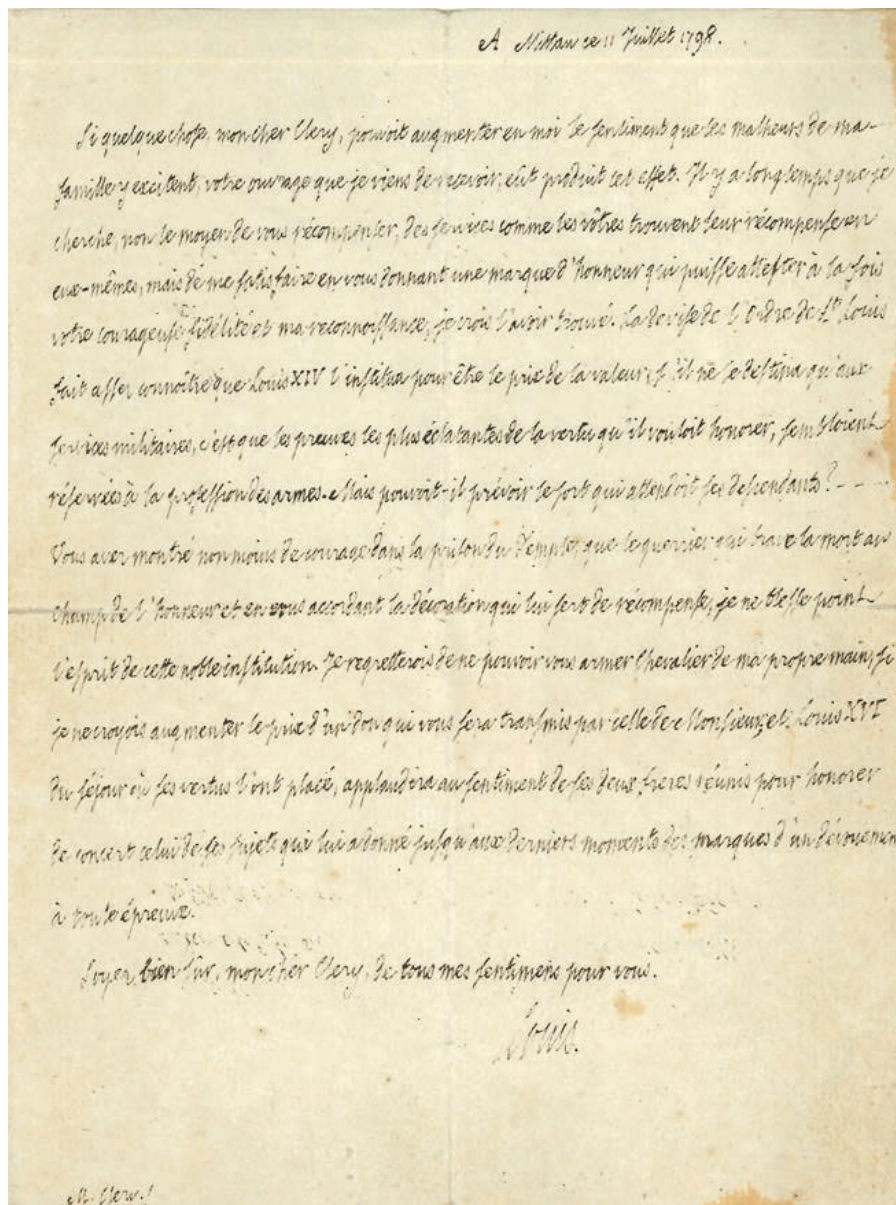 A Mittau ce 11 Juillet 1798.
Si quelque chose, mon cher Clery, pouvoit augmenter en moi le sentiment que les malheurs de ma
famille y excitent, votre ouvrage que je viens de recevoir, eût produit cet effet. Il y a longtemps que je
cherche, non le moyen de vous récompenser, des services comme les vôtres trouvent leur récompense en
eux-mêmes, mais de me satisfaire en vous donnant une marque d'honneur qui puisse attester à la fois
votre courageuse fidélité et ma reconnoissance, je crois l'avoir trouvé. La devise de l'Ordre de St. Louis
fait assez connoître que Louis XIV l'institua pour être le prix de la valeur, s'il ne le destina qu'aux
services militaires, c'est que les preuves les plus éclatantes de la vertu qu'il vouloit honorer, sembloient
réservées à la profession des armes. Mais pouvoit-il prévoir le sort qui attendoit ses descendants? - - -
Vous avez montré non moins de courage dans la prison du Temple, que le guerrier qui brave la mort au
champ de l'honneur et en vous accordant la décoration qui lui sert de récompense, je ne blesse point
l'esprit de cette noble institution. Je regretterois de ne pouvoir vous armer Chevalier de ma propre main, si
je ne croyois augmenter le prix d'un don qui vous sera transmis par celle de Monsieur, et Louis XVI
du séjour où ses vertus l'ont placé, applaudira au sentiment de ses deux freres réunis pour honorer
de concert celui de ses sujets qui lui a donné jusqu'aux derniers moments des marques d'un dévouemen
à toute épreuve.
Soyez bien sûr, mon cher Clery, de tous mes sentimens pour vous.
Louis.
M. Clery.